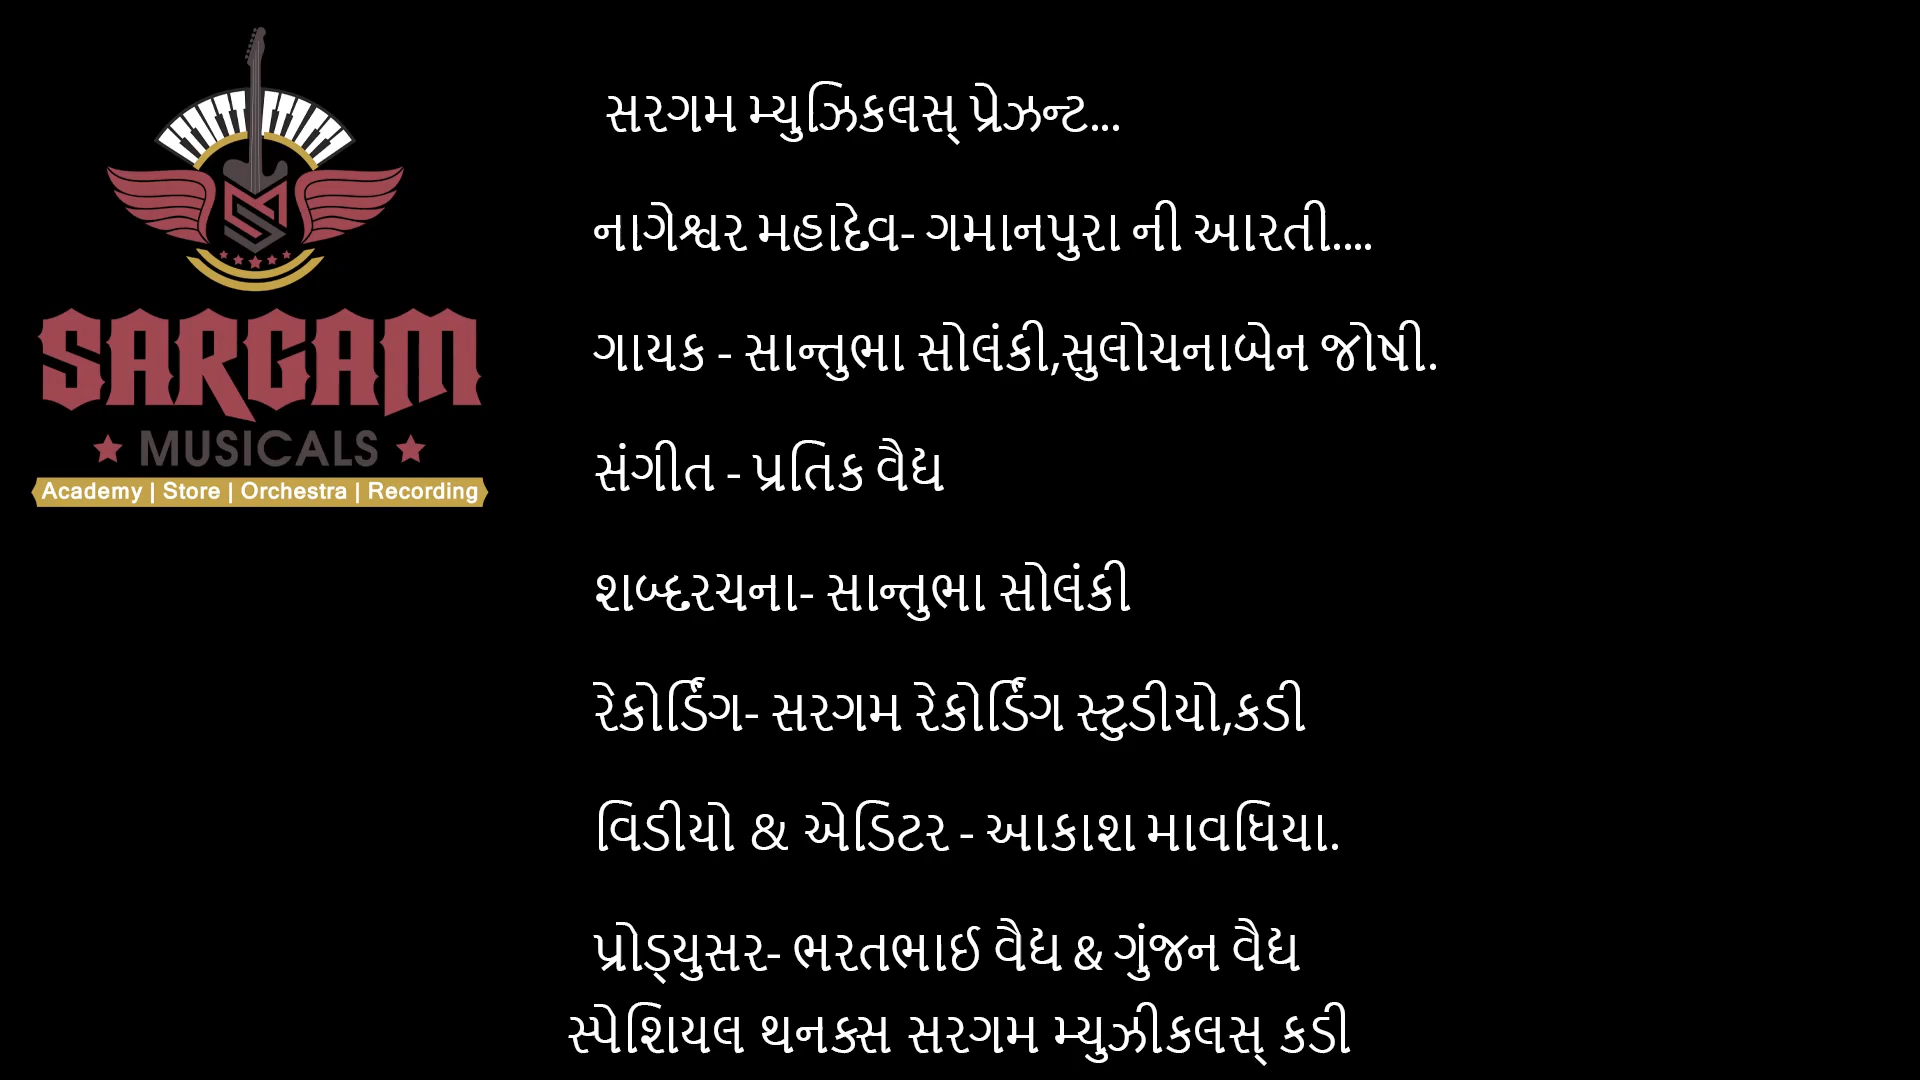 SARGAM
MUSICALS
Academy | Store | Orchestra | Recording
સરગમ મ્યુઝિકલસ્ પ્રેઝન્ટ...
નાગેશ્વર મહાદેવ- ગમાનપુરા ની આરતી....
ગાયક - સાન્તુભા સોલંકી,સુલોચનાબેન જોષી.
સંગીત - પ્રતિક વૈદ્ય
શબ્દરચના- સાન્તુભા સોલંકી
રેકોર્ડિંગ- સરગમ રેકોર્ડિંગ સ્ટુડીયો,કડી
વિડીયો & એડિટર - આકાશ માવધિયા.
પ્રોડ્યુસર- ભરતભાઈ વૈદ્ય & ગુંજન વૈદ્ય
સ્પેશિયલ થનક્સ સરગમ મ્યુઝીકલસ્ કડી